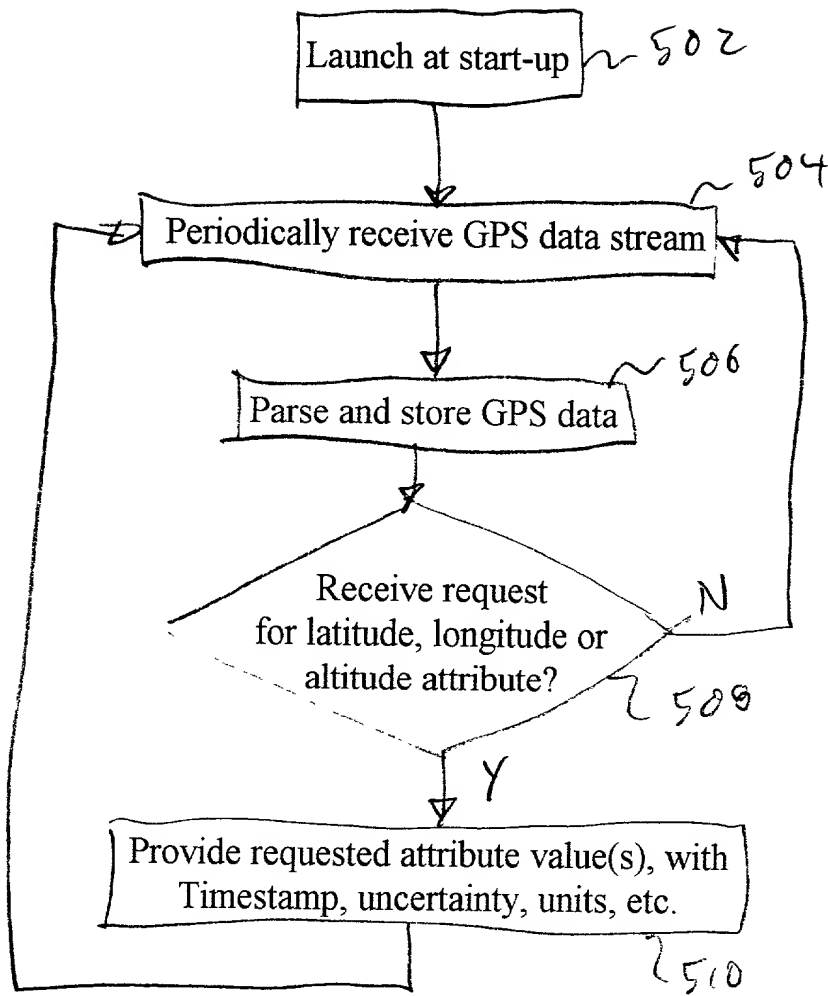 Launch at start-up
502
504
Periodically receive GPS data stream
506
Parse and store GPS data
Receive request
for latitude, longitude or
altitude attribute?
N
508
Y
Provide requested attribute value(s), with
Timestamp, uncertainty, units, etc.
510